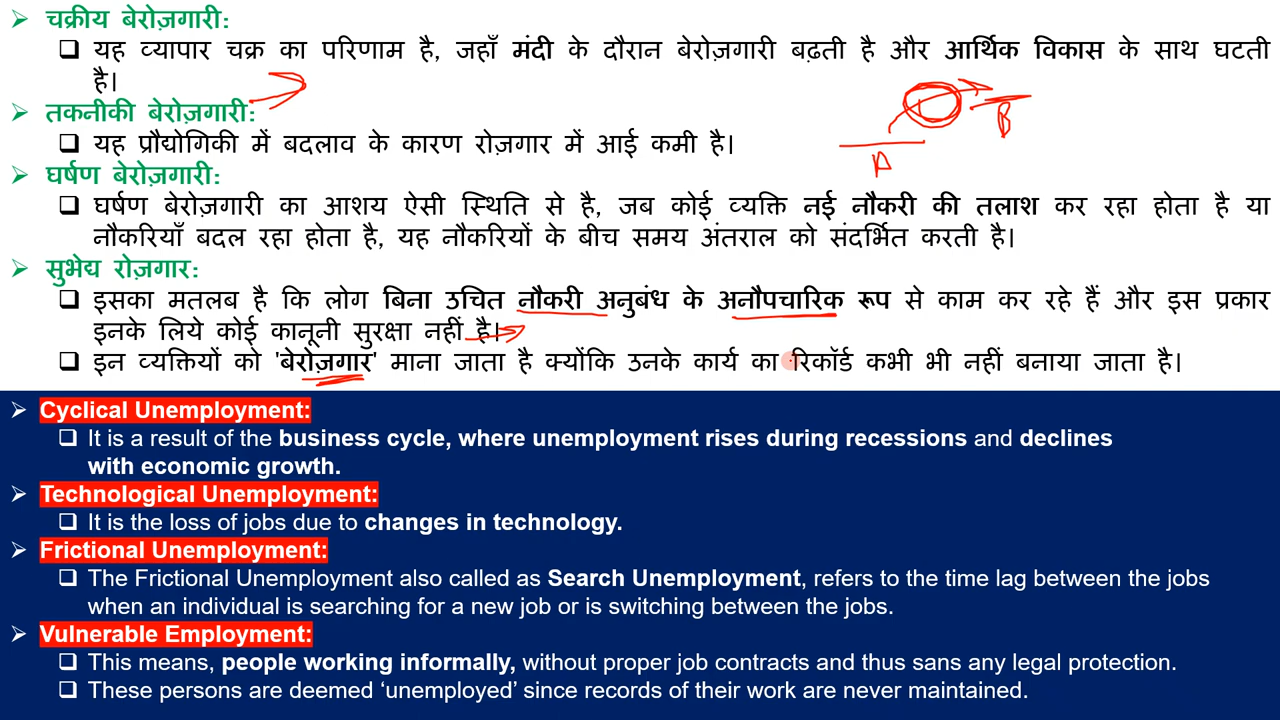 ➢ चक्रीय बेरोज़गारी:
❑ यह व्यापार चक्र का परिणाम है, जहाँ मंदी के दौरान बेरोज़गारी बढ़ती है और आर्थिक विकास के साथ घटती
है।
➢ तकनीकी बेरोज़गारी:
❑ यह प्रौद्योगिकी में बदलाव के कारण रोज़गार में आई कमी है।
A
B
➢ घर्षण बेरोज़गारी:
❑ घर्षण बेरोज़गारी का आशय ऐसी स्थिति से है, जब कोई व्यक्ति नई नौकरी की तलाश कर रहा होता है या
नौकरियाँ बदल रहा होता है, यह नौकरियों के बीच समय अंतराल को संदर्भित करती है।
➢ सुभेद्य रोज़गार:
❑ इसका मतलब है कि लोग बिना उचित नौकरी अनुबंध के अनौपचारिक रूप से काम कर रहे हैं और इस प्रकार
इनके लिये कोई कानूनी सुरक्षा नहीं है।
❑ इन व्यक्तियों को 'बेरोज़गार' माना जाता है क्योंकि उनके कार्य का रिकॉर्ड कभी भी नहीं बनाया जाता है।
➢ Cyclical Unemployment:
❑ It is a result of the business cycle, where unemployment rises during recessions and declines
with economic growth.
➢ Technological Unemployment:
❑ It is the loss of jobs due to changes in technology.
➢ Frictional Unemployment:
❑ The Frictional Unemployment also called as Search Unemployment, refers to the time lag between the jobs
when an individual is searching for a new job or is switching between the jobs.
➢ Vulnerable Employment:
❑ This means, people working informally, without proper job contracts and thus sans any legal protection.
❑ These persons are deemed ‘unemployed’ since records of their work are never maintained.